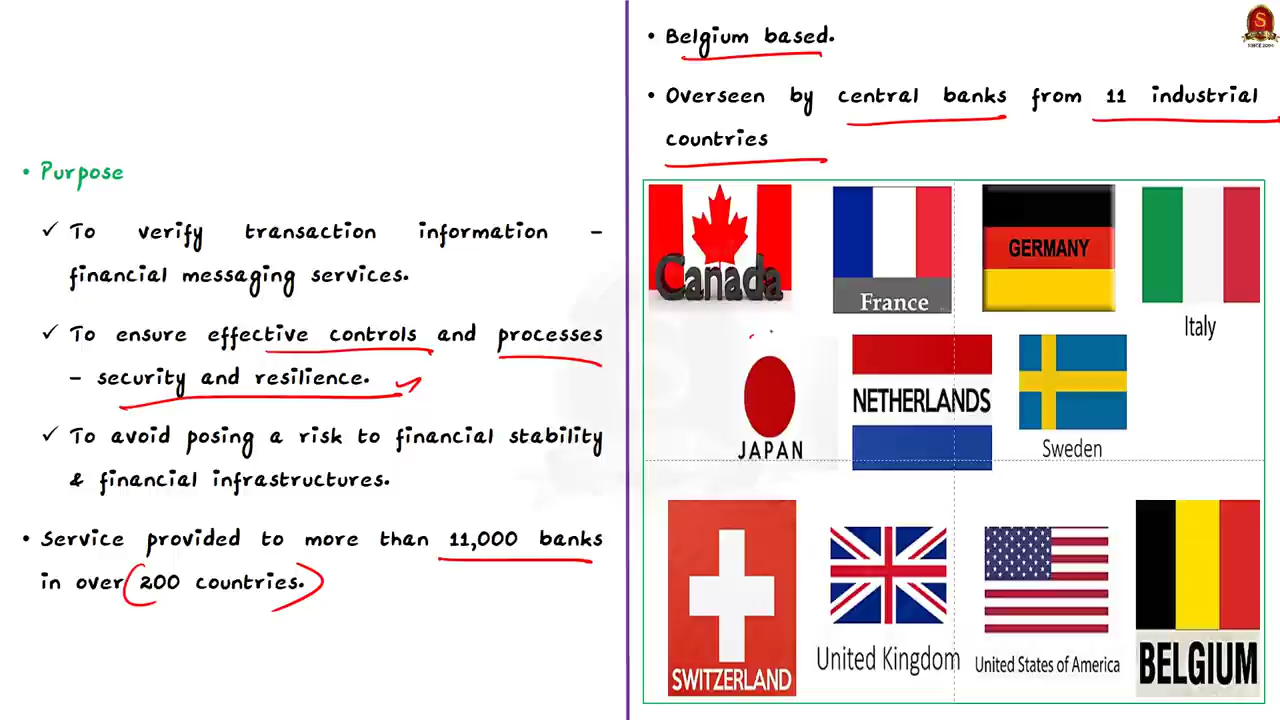 • Purpose
✓ To verify transaction information –
financial messaging services.
✓ To ensure effective controls and processes
– security and resilience.
✓ To avoid posing a risk to financial stability
& financial infrastructures.
• Service provided to more than 11,000 banks
in over 200 countries.
• Belgium based.
• Overseen by central banks from 11 industrial
countries
Canada
France
GERMANY
Italy
JAPAN
NETHERLANDS
Sweden
SWITZERLAND
United Kingdom
United States of America
BELGIUM
S
SINCE 2004